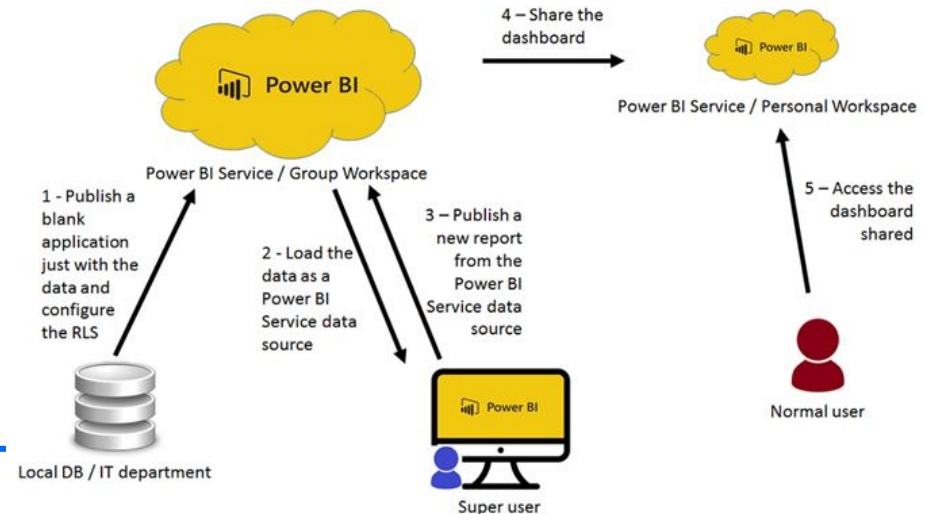 4 – Share the
dashboard
Power BI
Power BI
Power BI Service / Personal Workspace
Power BI Service / Group Workspace
1 - Publish a
blank
application
just with the
data and
configure
the RLS
2 - Load the
data as a
Power BI
Service data
source
3 – Publish a
new report
from the
Power BI
Service data
source
5 – Access the
dashboard
shared
Power BI
Local DB / IT department
Super user
Normal user